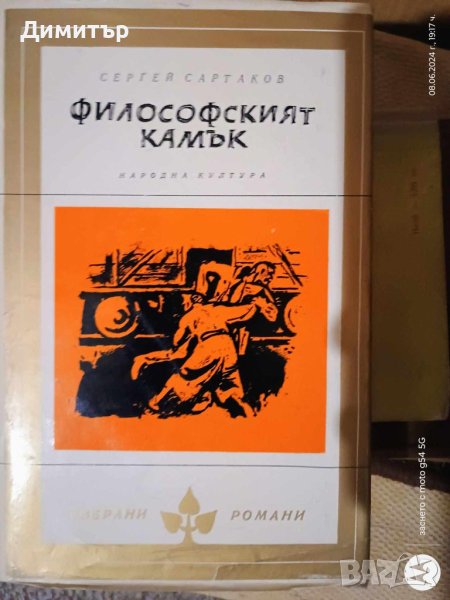 Димитър
СЕРГЕЙ САРТАКОВ
ФИЛОСОФСКИЯТ
КАМЪК
НАРОДНА КУЛТУРА
ИЗБРАНИ РОМАНИ
08.06.2024 г., 19:17 ч.
заснето с moto g54 5G